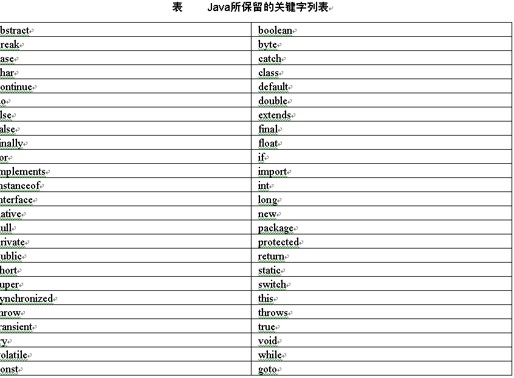 表 Java所保留的关键字列表
bstract boolean
reak byte
ase catch
har class
ontinue default
o double
lse extends
alse final
inally float
or if
mplements import
nstanceof int
nterface long
ative new
ull package
rivate protected
ublic return
hort static
uper switch
ynchronized this
hrow throws
ransient true
ry void
olatile while
onst goto